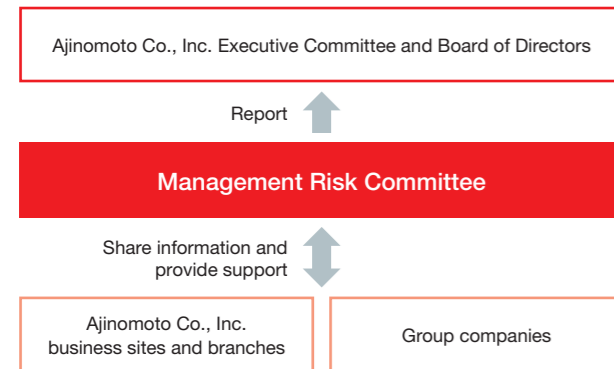 Ajinomoto Co., Inc. Executive Committee and Board of Directors
Report
Management Risk Committee
Share information and
provide support
Ajinomoto Co., Inc.
business sites and branches
Group companies